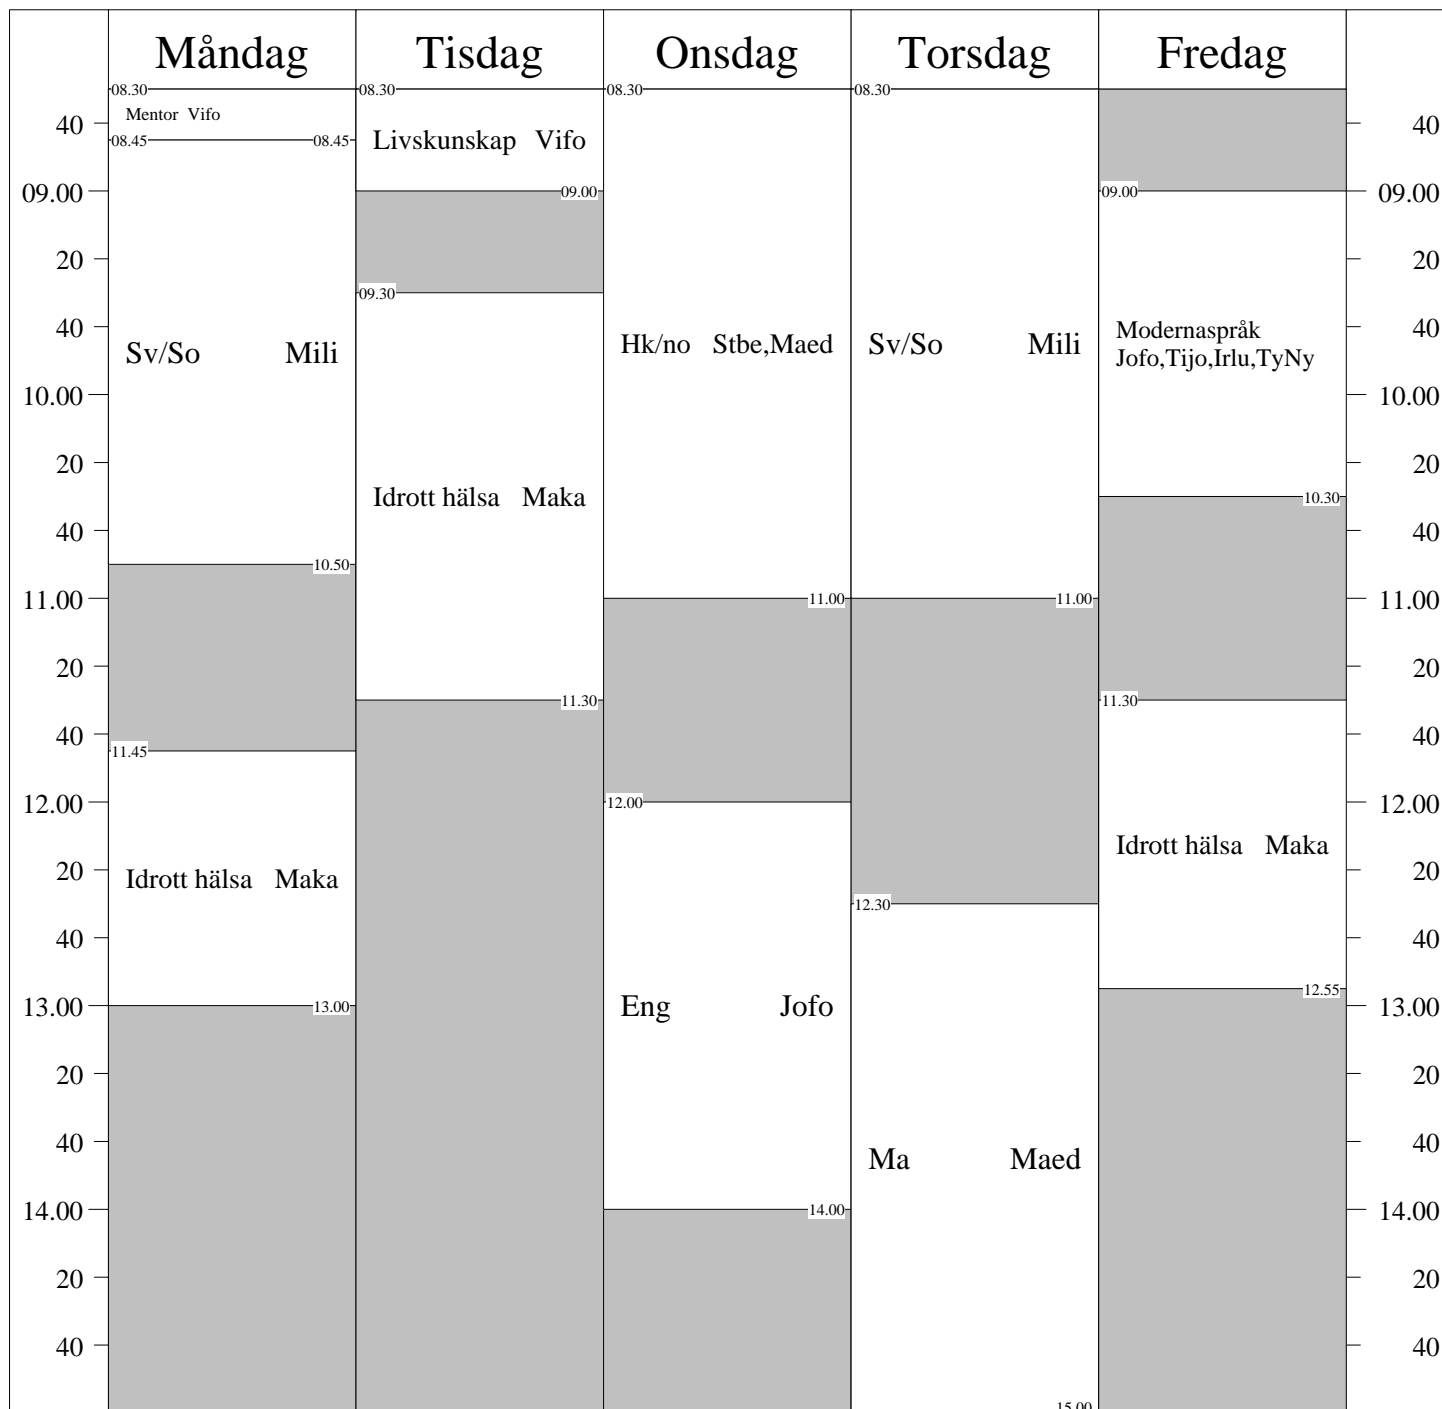 Måndag Tisdag Onsdag Torsdag Fredag
08.30 08.30 08.30 08.30
Mentor Vifo
40 Livskunskap Vifo 40
08.45 08.45
09.00 09.00 09.00 09.00
20 20
09.30
40 Hk/no Stbe,Maed Sv/So Mili Modernaspråk 40
Sv/So Mili Jofo,Tijo,Irlu,TyNy
10.00 10.00
20 20
Idrott hälsa Maka 10.30
40 40
10.50
11.00 11.00 11.00 11.00
20 20
11.30 11.30
40 40
11.45
12.00 12.00 12.00
Idrott hälsa Maka
20 20
Idrott hälsa Maka
12.30
40 40
12.55
13.00 13.00 Eng Jofo 13.00
20 20
40 40
Ma Maed
14.00 14.00 14.00
20 20
40 40
15.00